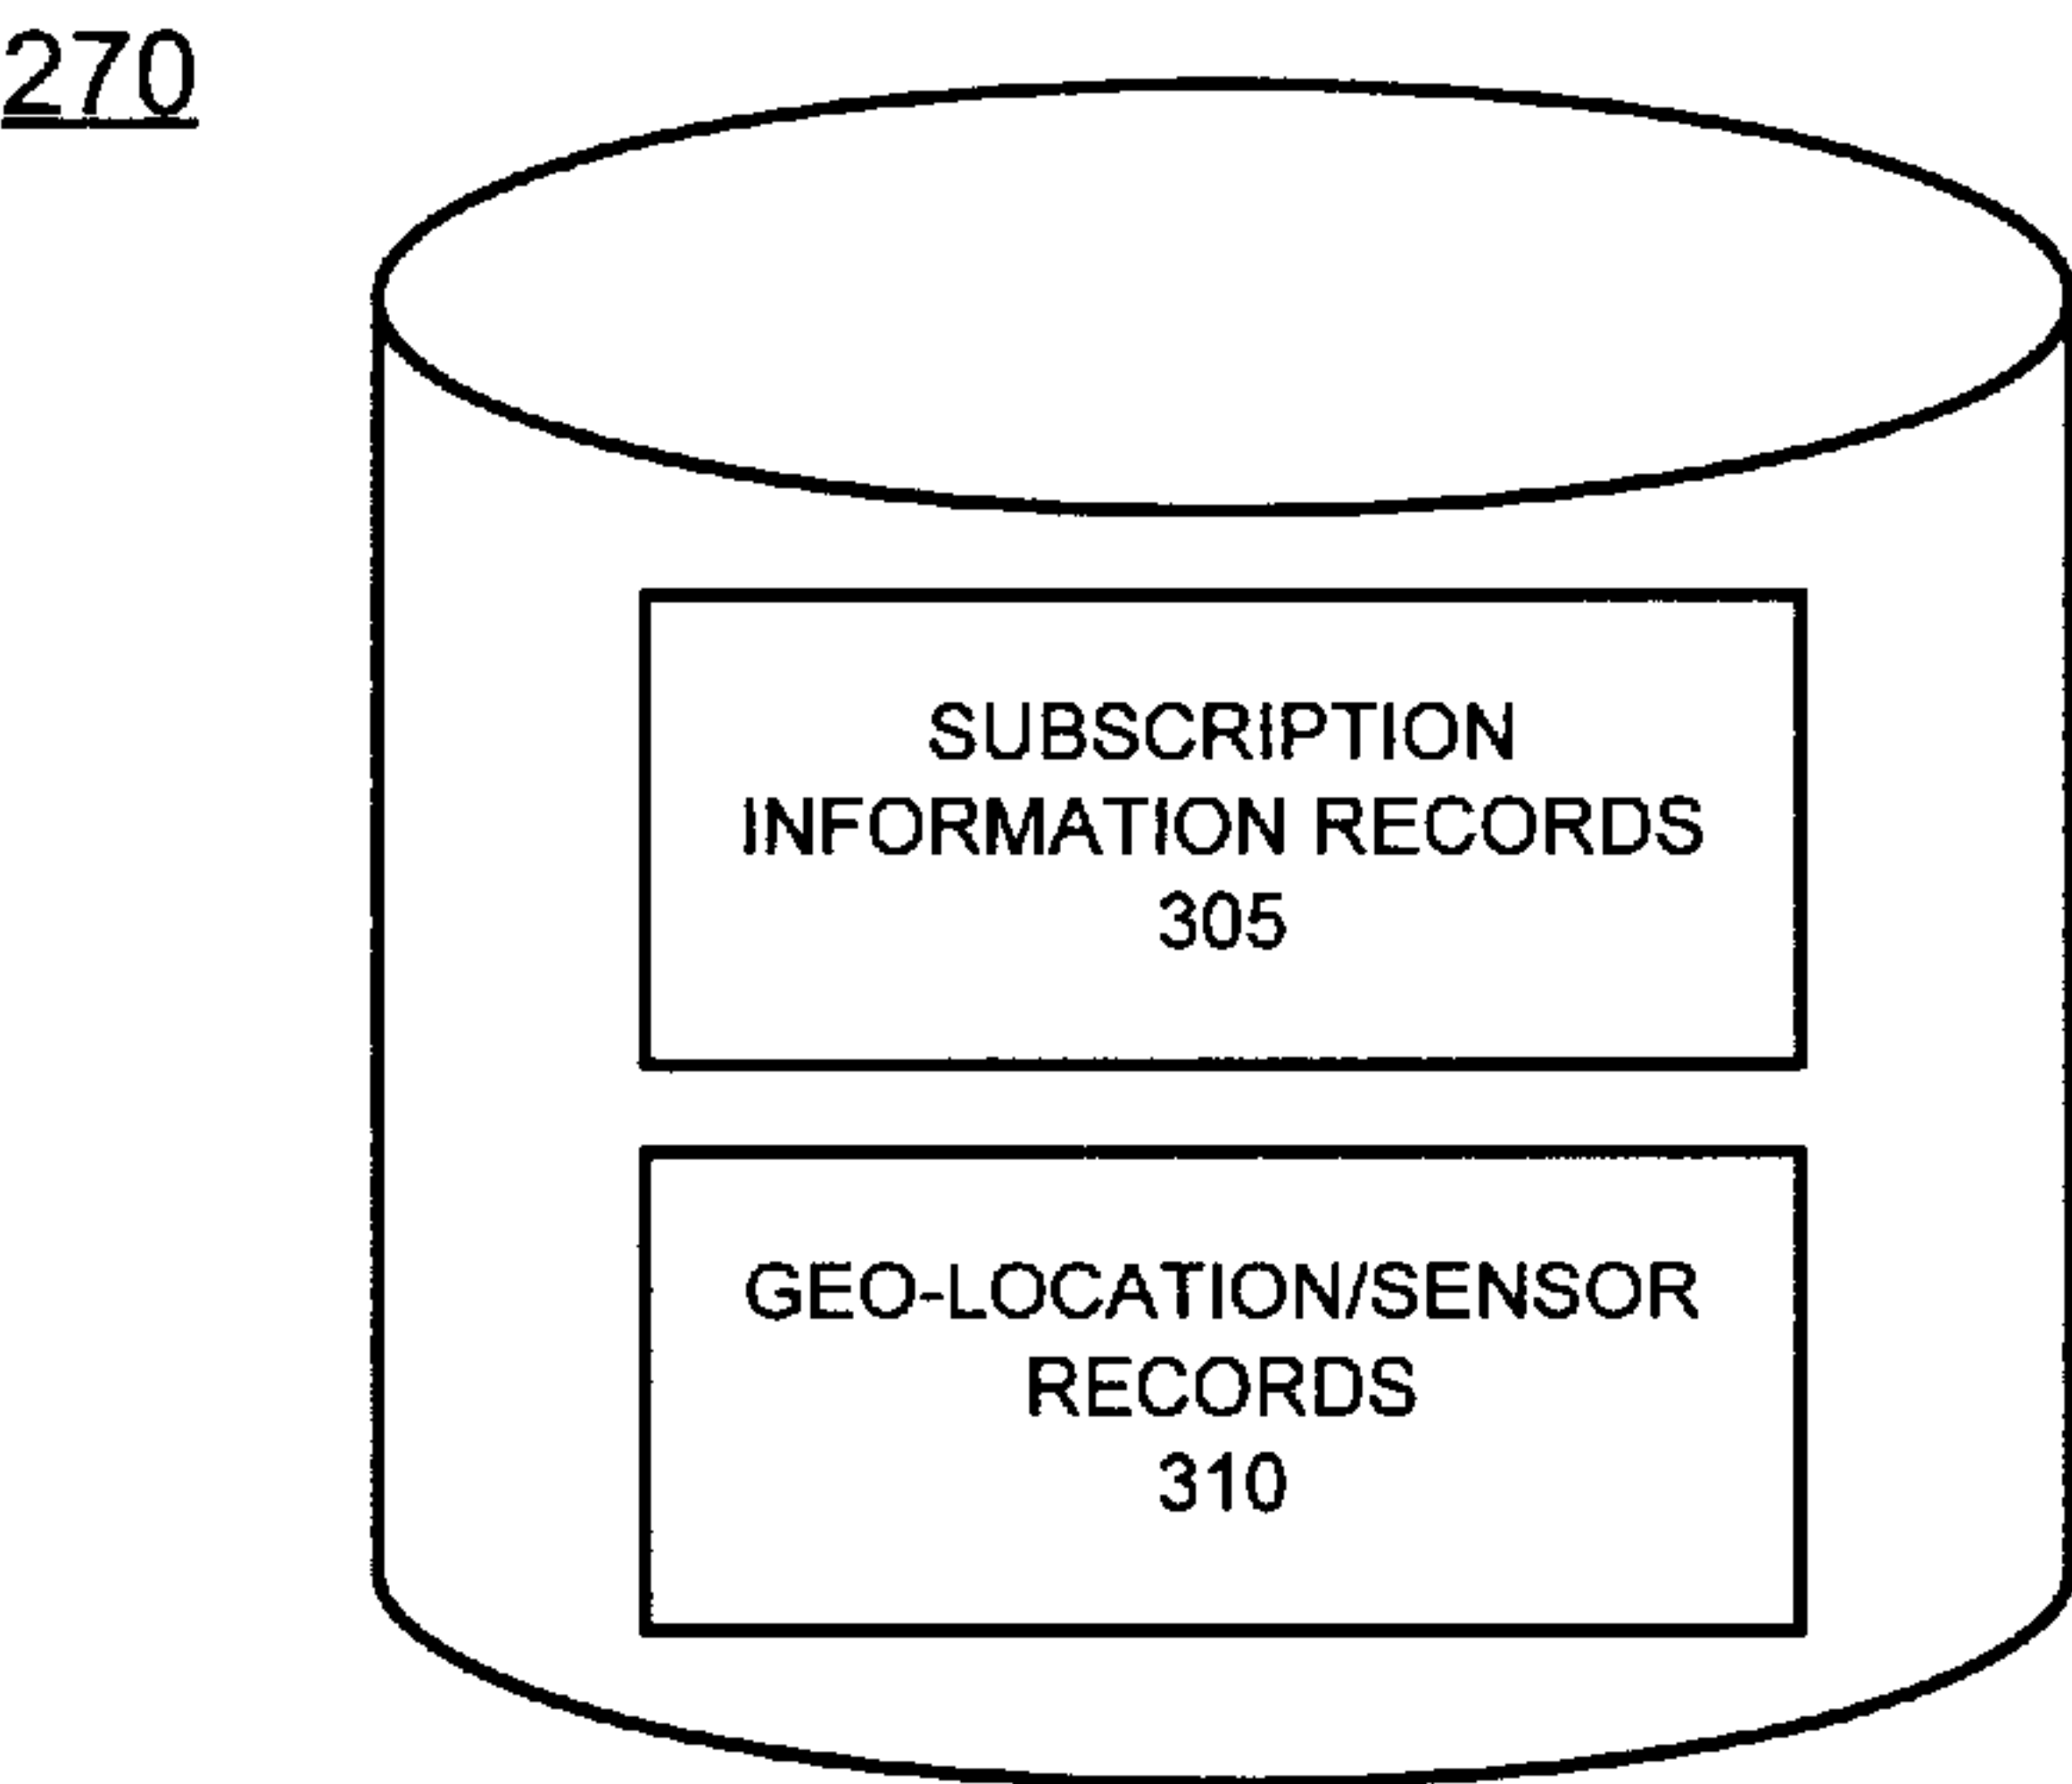 270
SUBSCRIPTION
INFORMATION RECORDS
305
GEO-LOCATION/SENSOR
RECORDS
310